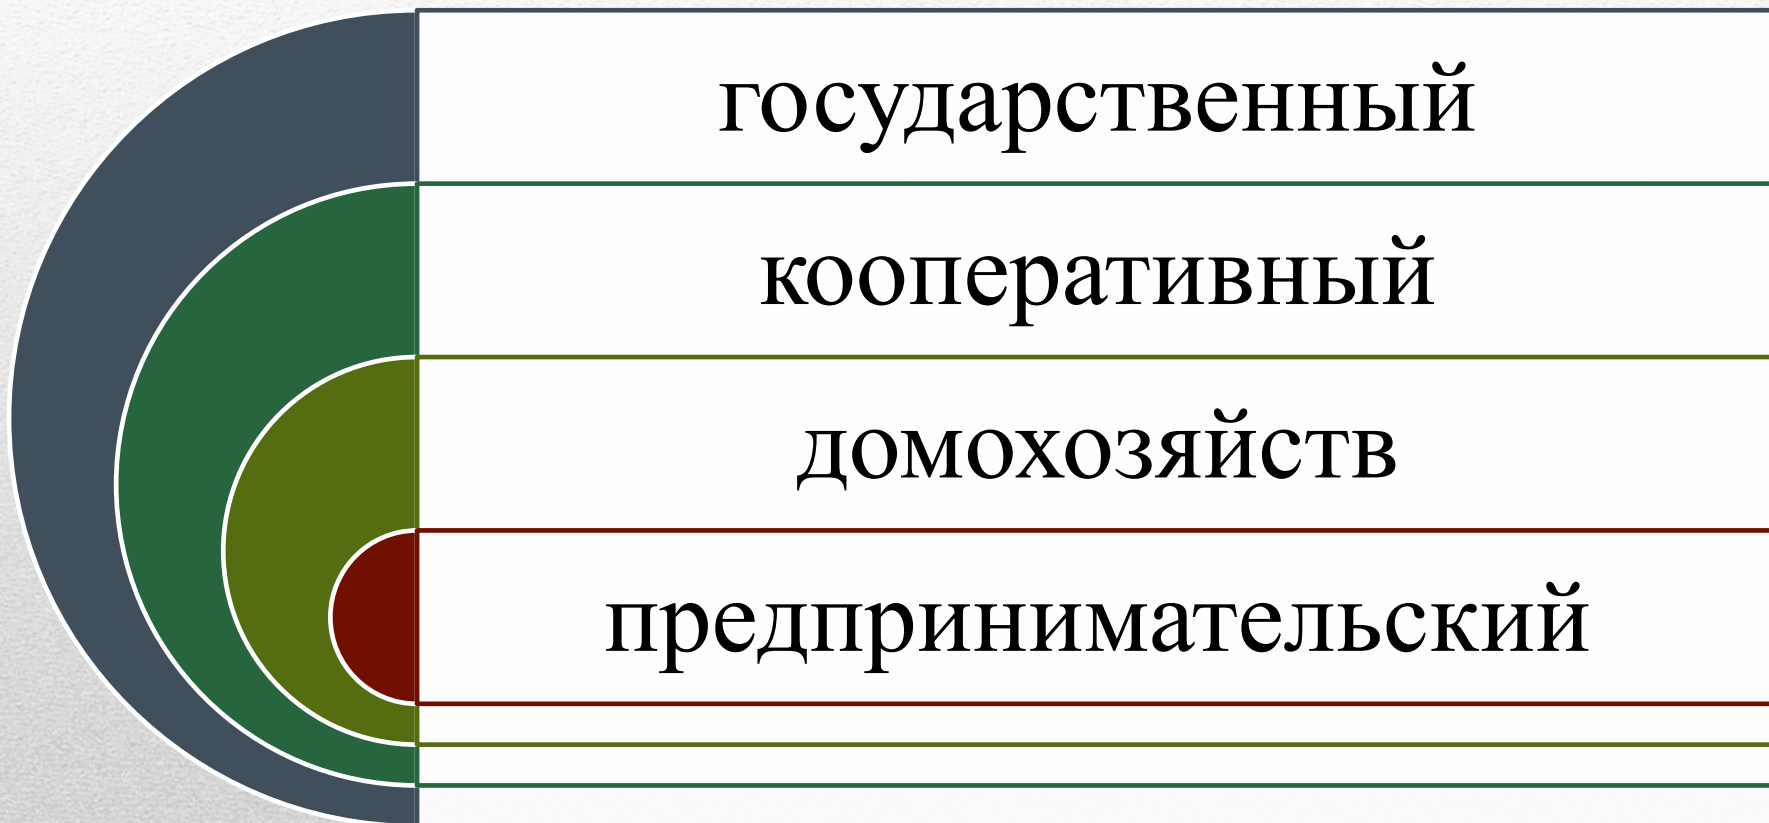 государственный
кооперативный
домохозяйств
предпринимательский